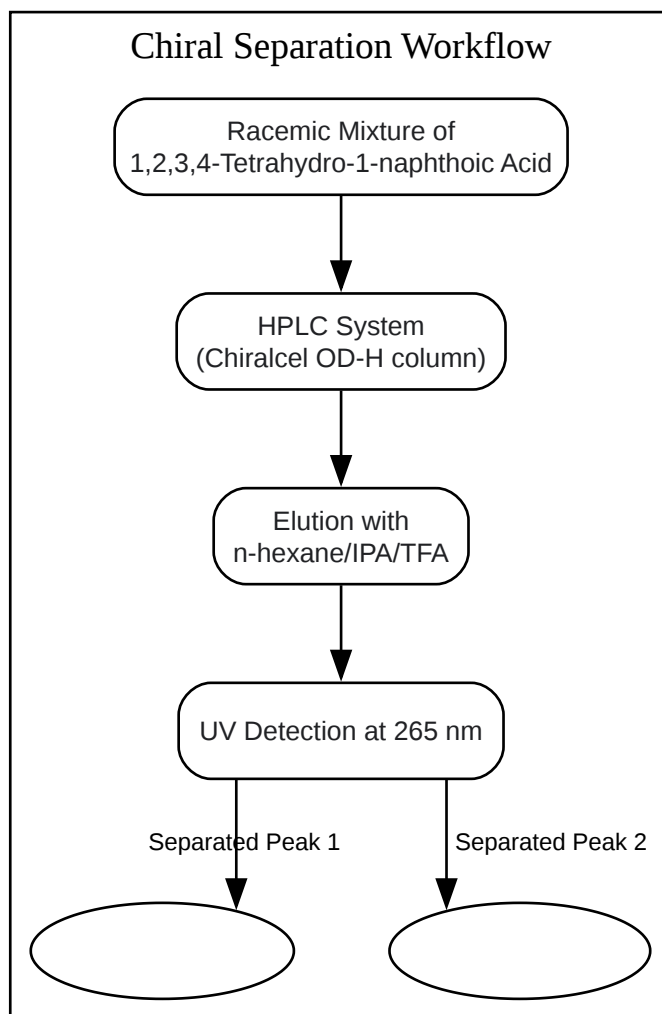 Chiral Separation Workflow
Racemic Mixture of
1,2,3,4-Tetrahydro-1-naphthoic Acid
HPLC System
(Chiralcel OD-H column)
Elution with
n-hexane/IPA/TFA
UV Detection at 265 nm
Separated Peak 1
Separated Peak 2